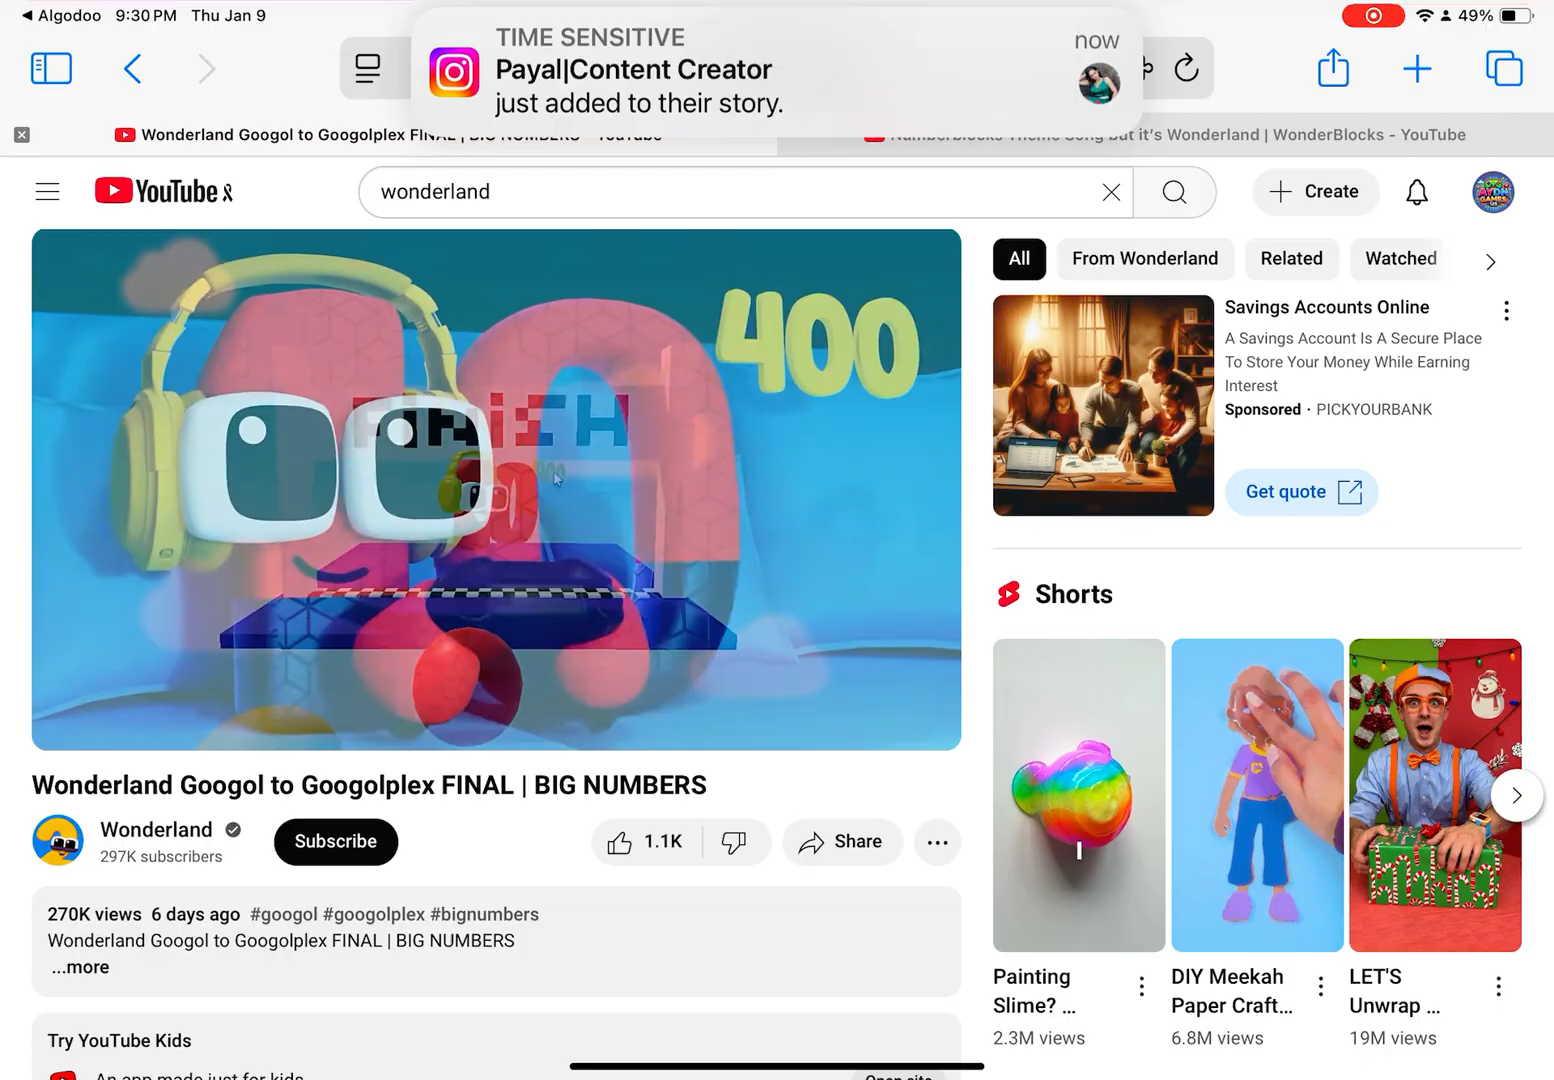 Algodoo 9:30 PM Thu Jan 9
49%
TIME SENSITIVE
now
Payal|Content Creator
just added to their story.
Wonderland Googol to Googolplex FINAL | BIG NUMBERS - YouTube
Numberblocks Theme Song but it's Wonderland | WonderBlocks - YouTube
YouTube
wonderland
Create
400
FINISH
All
From Wonderland
Related
Watched
Savings Accounts Online
A Savings Account Is A Secure Place
To Store Your Money While Earning
Interest
Sponsored · PICKYOURBANK
Get quote
Shorts
Wonderland Googol to Googolplex FINAL | BIG NUMBERS
Wonderland
297K subscribers
Subscribe
1.1K
Share
270K views 6 days ago #googol #googolplex #bignumbers
Wonderland Googol to Googolplex FINAL | BIG NUMBERS
...more
Painting
Slime? ...
2.3M views
DIY Meekah
Paper Craft...
6.8M views
LET'S
Unwrap ...
19M views
Try YouTube Kids
An app made just for kids
Open site